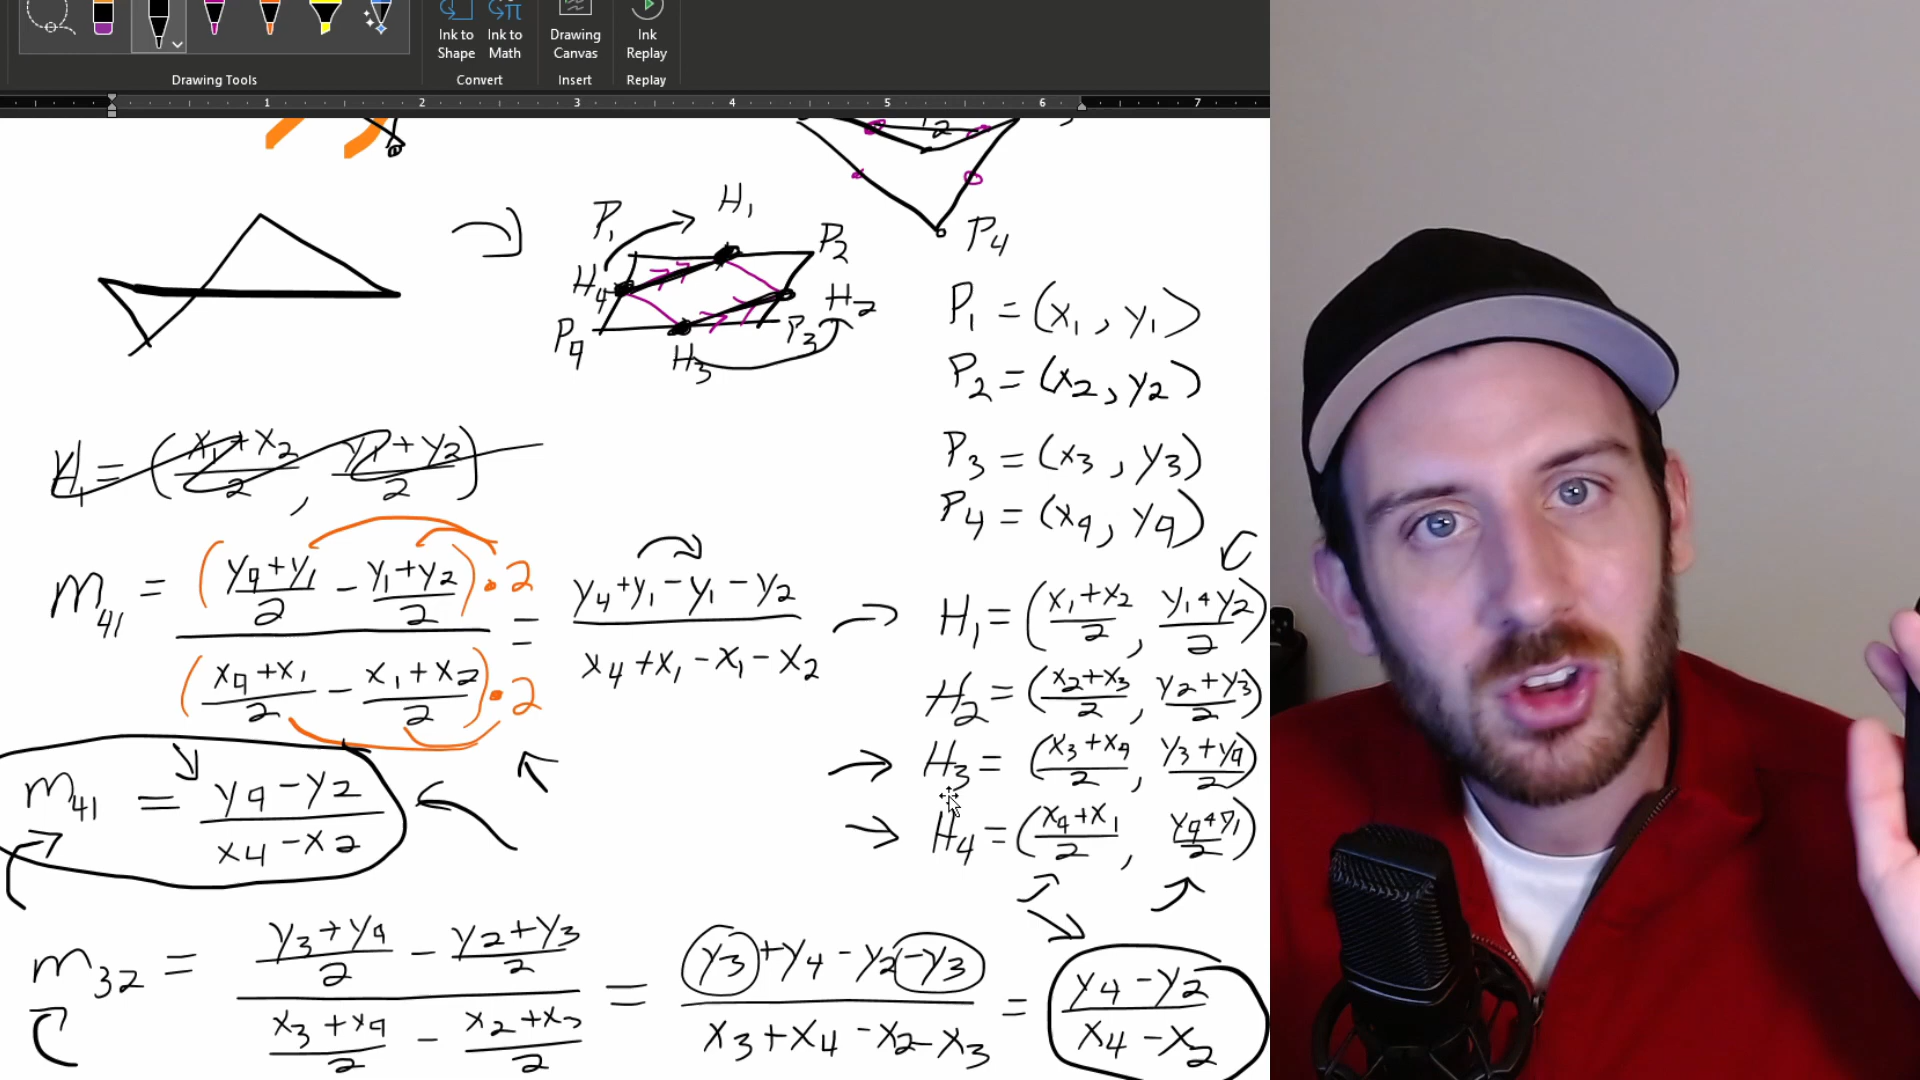 Ink to Shape
Ink to Math
Drawing Canvas
Ink Replay
Drawing Tools
Convert
Insert
Replay
1 2 3 4 5 6 7
2
P4
P1
H1
P2
H4
H2
P4
P3
H3
P1 = (x1, y1)
P2 = (x2, y2)
P3 = (x3, y3)
P4 = (x4, y4)
H1 = (x1+x2/2, y1+y2/2)
m41 = (y4+y1/2 - y1+y2/2)·2 / (x4+x1/2 - x1+x2/2)·2 = y4+y1-y1-y2 / x4+x1-x1-x2
H1 = (x1+x2/2, y1+y2/2)
H2 = (x2+x3/2, y2+y3/2)
H3 = (x3+x4/2, y3+y4/2)
H4 = (x4+x1/2, y4+y1/2)
m41 = y4-y2 / x4-x2
m32 = y3+y4/2 - y2+y3/2 / x3+x4/2 - x2+x3/2 = y3+y4-y2-y3 / x3+x4-x2-x3 = y4-y2 / x4-x2